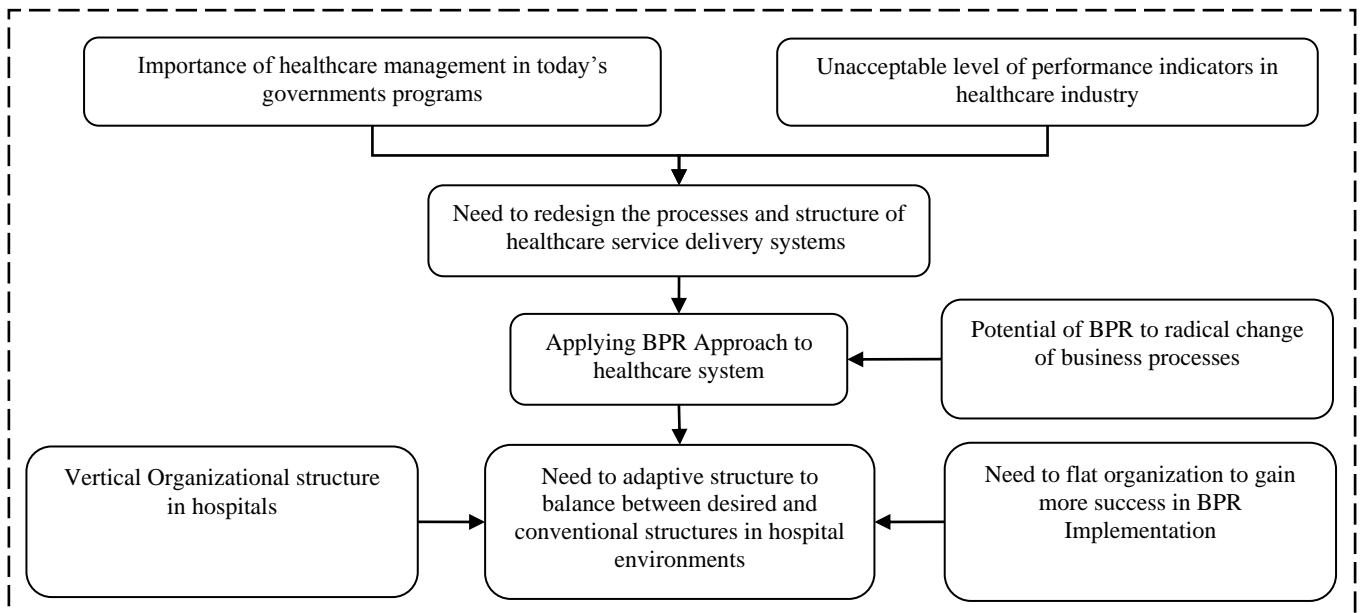 Importance of healthcare management in today’s
governments programs
Unacceptable level of performance indicators in
healthcare industry
Need to redesign the processes and structure of
healthcare service delivery systems
Applying BPR Approach to
healthcare system
Potential of BPR to radical change
of business processes
Vertical Organizational structure
in hospitals
Need to adaptive structure to
balance between desired and
conventional structures in hospital
environments
Need to flat organization to gain
more success in BPR
Implementation